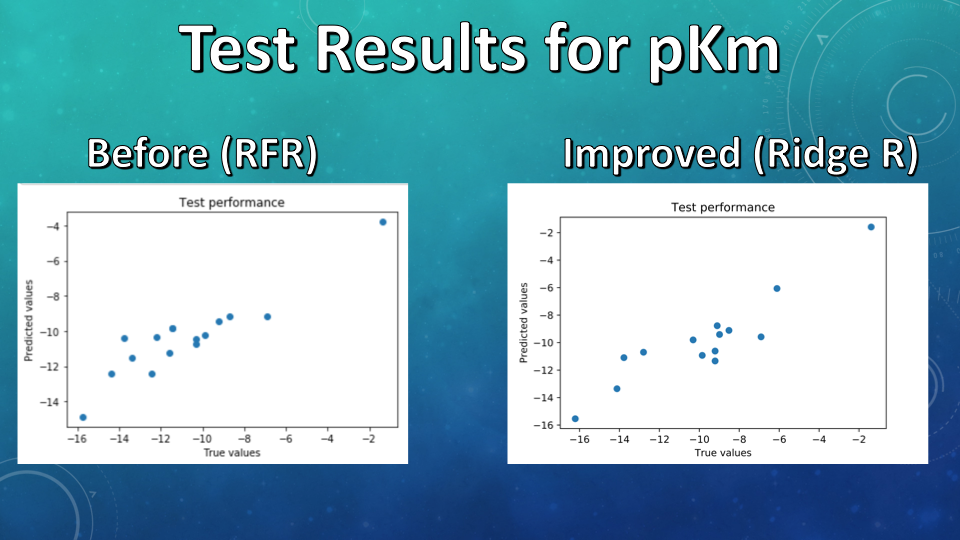 Test Results for pKm
Before (RFR)
Improved (Ridge R)
Test performance
Predicted values
−4
−6
−8
−10
−12
−14
−16 −14 −12 −10 −8 −6 −4 −2
True values
Test performance
Predicted values
−2
−4
−6
−8
−10
−12
−14
−16
−16 −14 −12 −10 −8 −6 −4 −2
True values